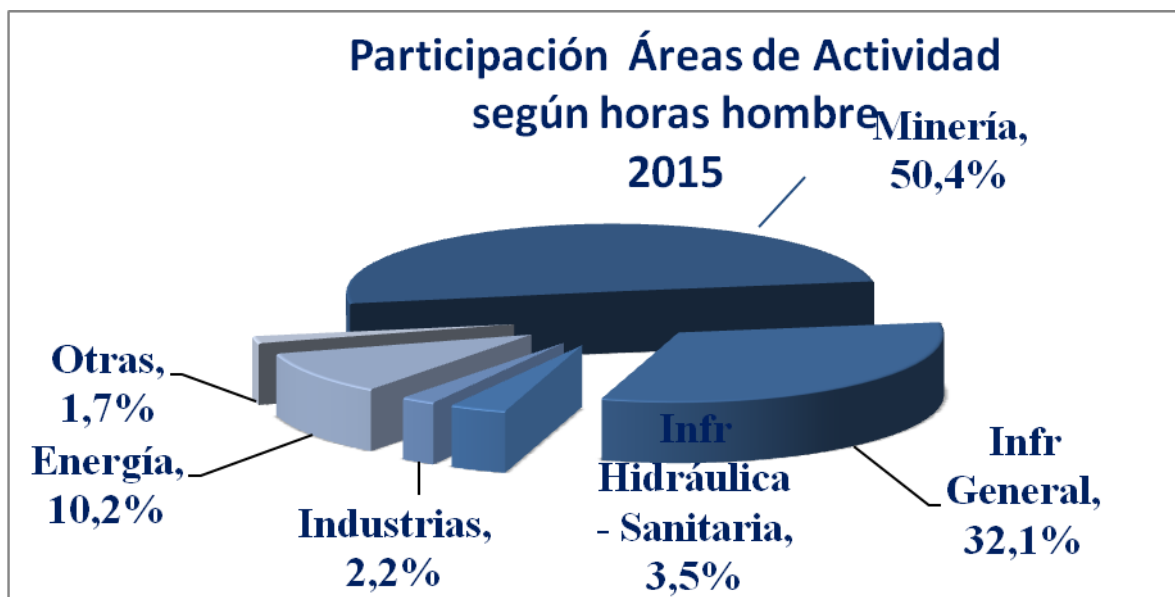 Participación Áreas de Actividad
según horas hombre
2015
Minería,
50,4%
Otras,
1,7%
Energía,
10,2%
Industrias,
2,2%
Infr
Hidráulica
- Sanitaria,
3,5%
Infr
General,
32,1%